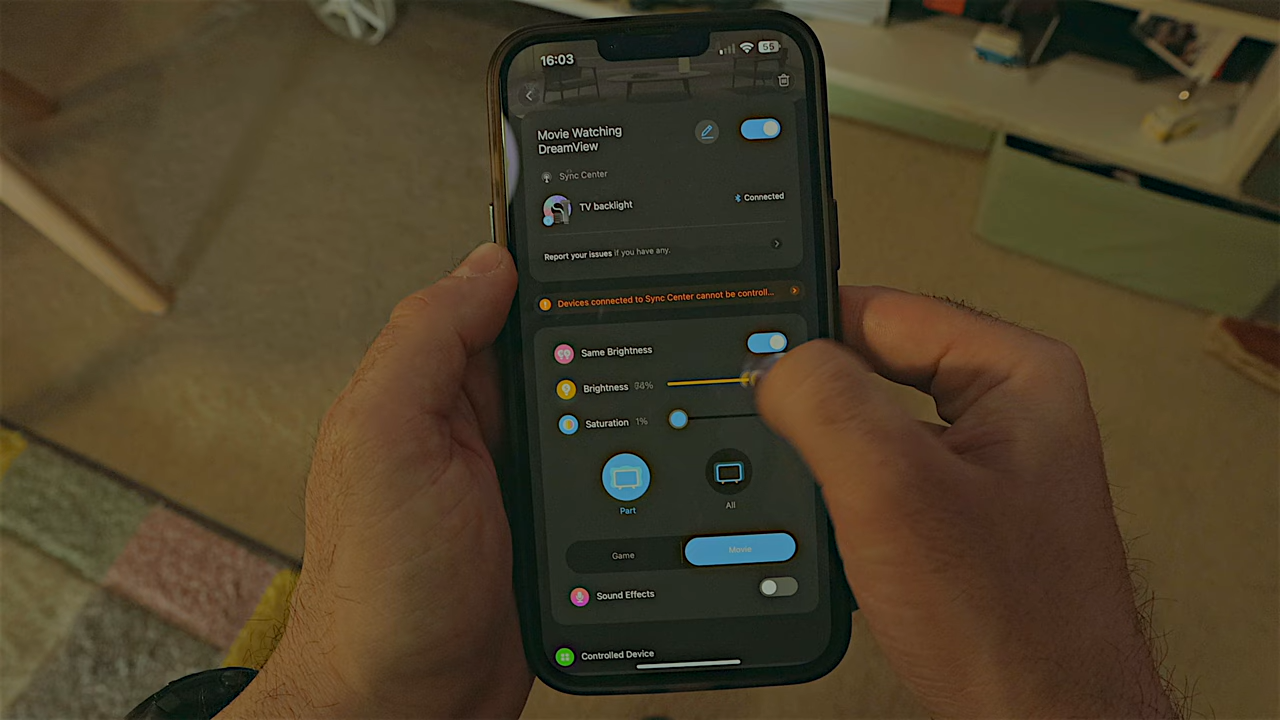 16:03
55
Movie Watching
DreamView
Sync Center
TV backlight
Connected
Report your issues if you have any.
Devices connected to Sync Center cannot be controll...
Same Brightness
Brightness
Saturation 1%
Part
All
Game
Movie
Sound Effects
Controlled Device